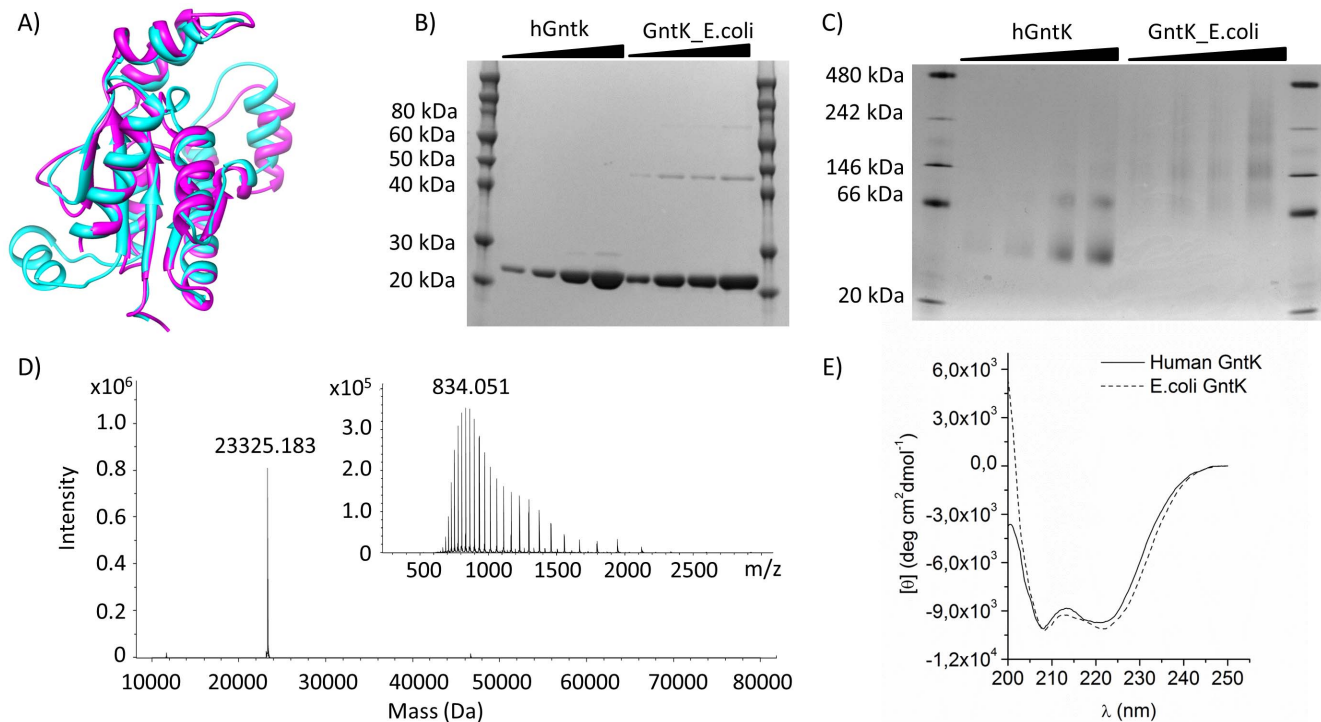 A)
B)
hGntk
GntK_E.coli
80 kDa
60 kDa
50 kDa
40 kDa
30 kDa
20 kDa
C)
hGntK
GntK_E.coli
480 kDa
242 kDa
146 kDa
66 kDa
20 kDa
D)
x10⁶
1.0
0.8
0.6
0.4
0.2
0
Intensity
23325.183
10000 20000 30000 40000 50000 60000 70000 80000
Mass (Da)
x10⁵
834.051
3.0
2.0
1.0
0
500 1000 1500 2000 2500 m/z
E)
Human GntK
E.coli GntK
6,0x10³
3,0x10³
0,0
-3,0x10³
-6,0x10³
-9,0x10³
-1,2x10⁴
[θ] (deg cm²dmol⁻¹)
200 210 220 230 240 250
λ (nm)